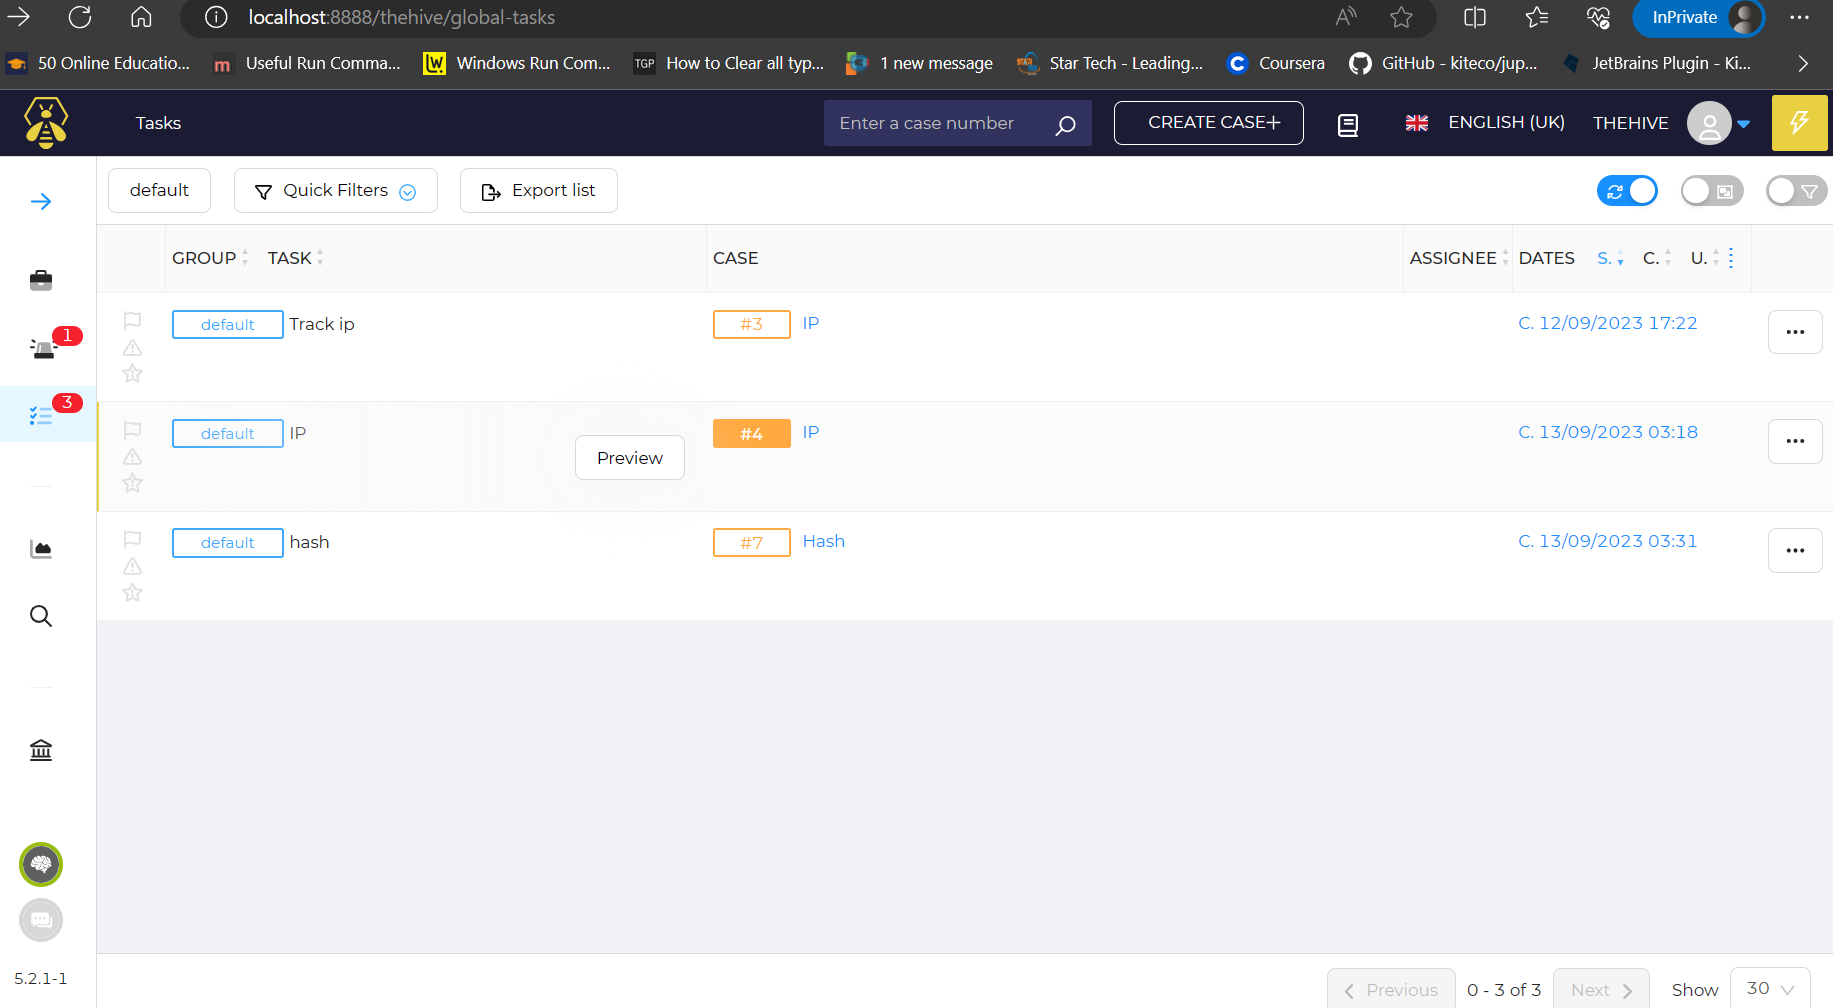 localhost:8888/thehive/global-tasks
InPrivate
50 Online Educatio... m Useful Run Comma... W Windows Run Com... TGP How to Clear all typ... 1 new message Star Tech - Leading... C Coursera GitHub - kiteco/jup... JetBrains Plugin - Ki...
Tasks
Enter a case number
CREATE CASE+
ENGLISH (UK)
THEHIVE
default
Quick Filters
Export list
GROUP TASK CASE ASSIGNEE DATES S. C. U.
default Track ip #3 IP C. 12/09/2023 17:22
default IP Preview #4 IP C. 13/09/2023 03:18
default hash #7 Hash C. 13/09/2023 03:31
1
3
5.2.1-1
Previous 0 - 3 of 3 Next Show 30